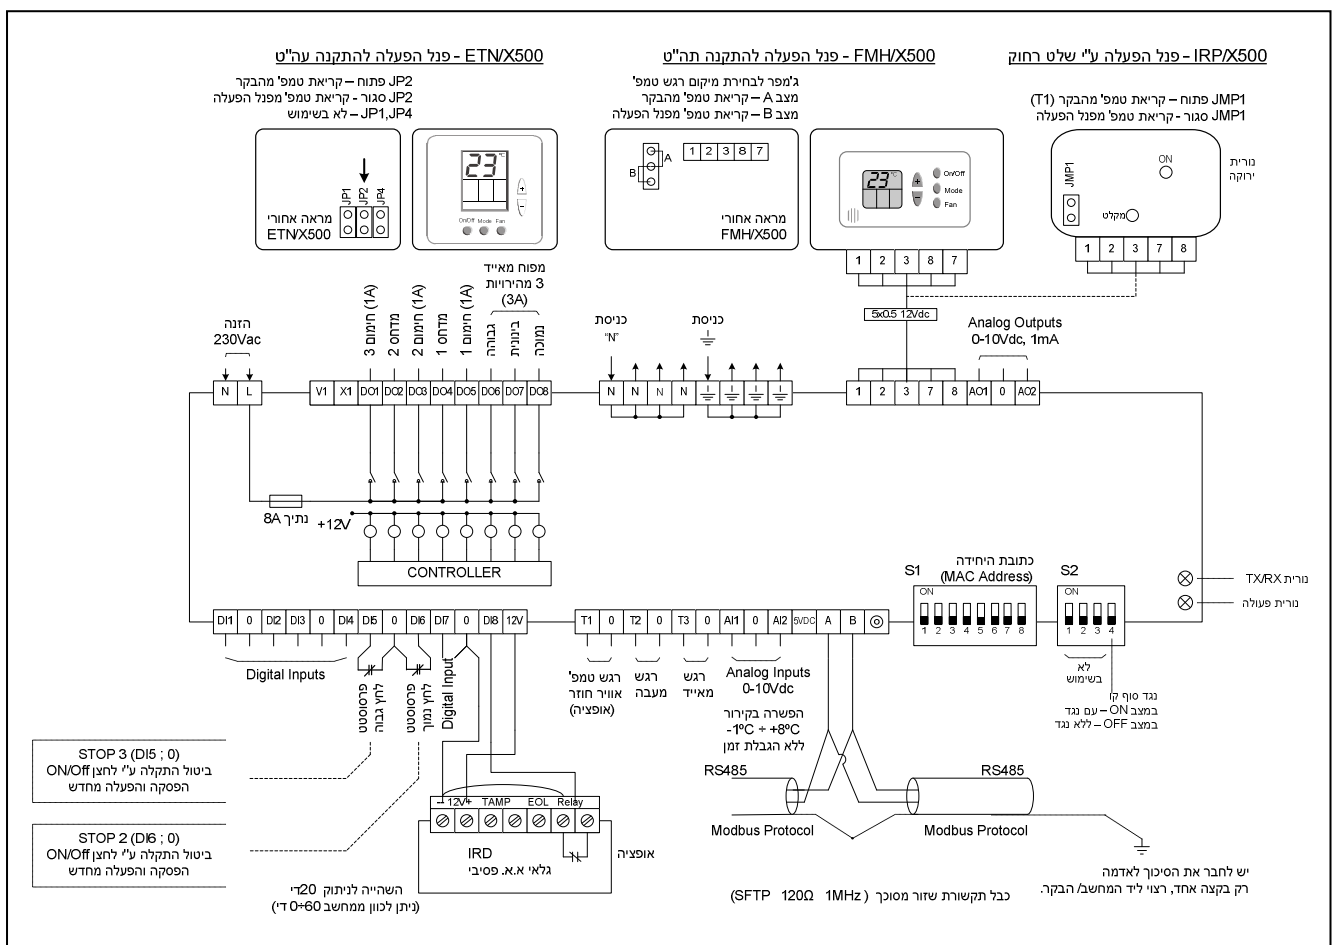 ETN/X500 - פנל הפעלה להתקנה עה"ט
JP2 פתוח – קריאת טמפ' מהבקר
JP2 סגור - קריאת טמפ' מפנל הפעלה
JP1,JP4 – לא בשימוש
JP1
JP2
JP4
מראה אחורי
ETN/X500
23 °C
+
−
On/Off Mode Fan
FMH/X500 - פנל הפעלה להתקנה תה"ט
ג'מפר לבחירת מיקום רגש טמפ'
מצב A – קריאת טמפ' מהבקר
מצב B – קריאת טמפ' מפנל הפעלה
A
B
1 2 3 8 7
מראה אחורי
FMH/X500
23 °C
+
−
On/Off
Mode
Fan
1 2 3 8 7
IRP/X500 - פנל הפעלה ע"י שלט רחוק
JMP1 פתוח – קריאת טמפ' מהבקר (T1)
JMP1 סגור - קריאת טמפ' מפנל הפעלה
JMP1
ON
מקלט
נורית
ירוקה
1 2 3 7 8
הזנה
230Vac
חימום 3 (1A)
מדחס 2
חימום 2 (1A)
מדחס 1
חימום 1 (1A)
מפוח מאייד
3 מהירויות
(3A)
גבוהה
בינונית
נמוכה
כניסת
"N"
כניסת
5x0.5 12Vdc
Analog Outputs
0-10Vdc, 1mA
N L
V1 X1 DO1 DO2 DO3 DO4 DO5 DO6 DO7 DO8
N N N N
1 2 3 7 8 AO1 0 AO2
נתיך 8A
+12V
CONTROLLER
S1
כתובת היחידה
(MAC Address)
ON
1 2 3 4 5 6 7 8
S2
ON
1 2 3 4
לא
בשימוש
נורית TX/RX
נורית פעולה
נגד סוף קו
במצב ON – עם נגד
במצב OFF – ללא נגד
DI1 0 DI2 DI3 0 DI4 DI5 0 DI6 DI7 0 DI8 12V
T1 0 T2 0 T3 0 AI1 0 AI2 5VDC A B
Digital Inputs
פרסוסטט
לחץ גבוה
פרסוסטט
לחץ נמוך
Digital Input
רגש טמפ'
אוויר חוזר
(אופציה)
רגש
מעבה
רגש
מאייד
Analog Inputs
0-10Vdc
הפשרה בקירור
-1ºC ÷ +8ºC
ללא הגבלת זמן
STOP 3 (DI5 ; 0)
ביטול התקלה ע"י לחצן ON/Off
הפסקה והפעלה מחדש
STOP 2 (DI6 ; 0)
ביטול התקלה ע"י לחצן ON/Off
הפסקה והפעלה מחדש
– 12V+ TAMP EOL Relay
IRD
גלאי א.א. פסיבי
אופציה
השהייה לניתוק 20די
(ניתן לכוון ממחשב 0÷60 די)
RS485
Modbus Protocol
RS485
Modbus Protocol
כבל תקשורת שזור מסוכך (SFTP 120Ω 1MHz)
יש לחבר את הסיכוך לאדמה
רק בקצה אחד, רצוי ליד המחשב/ הבקר.